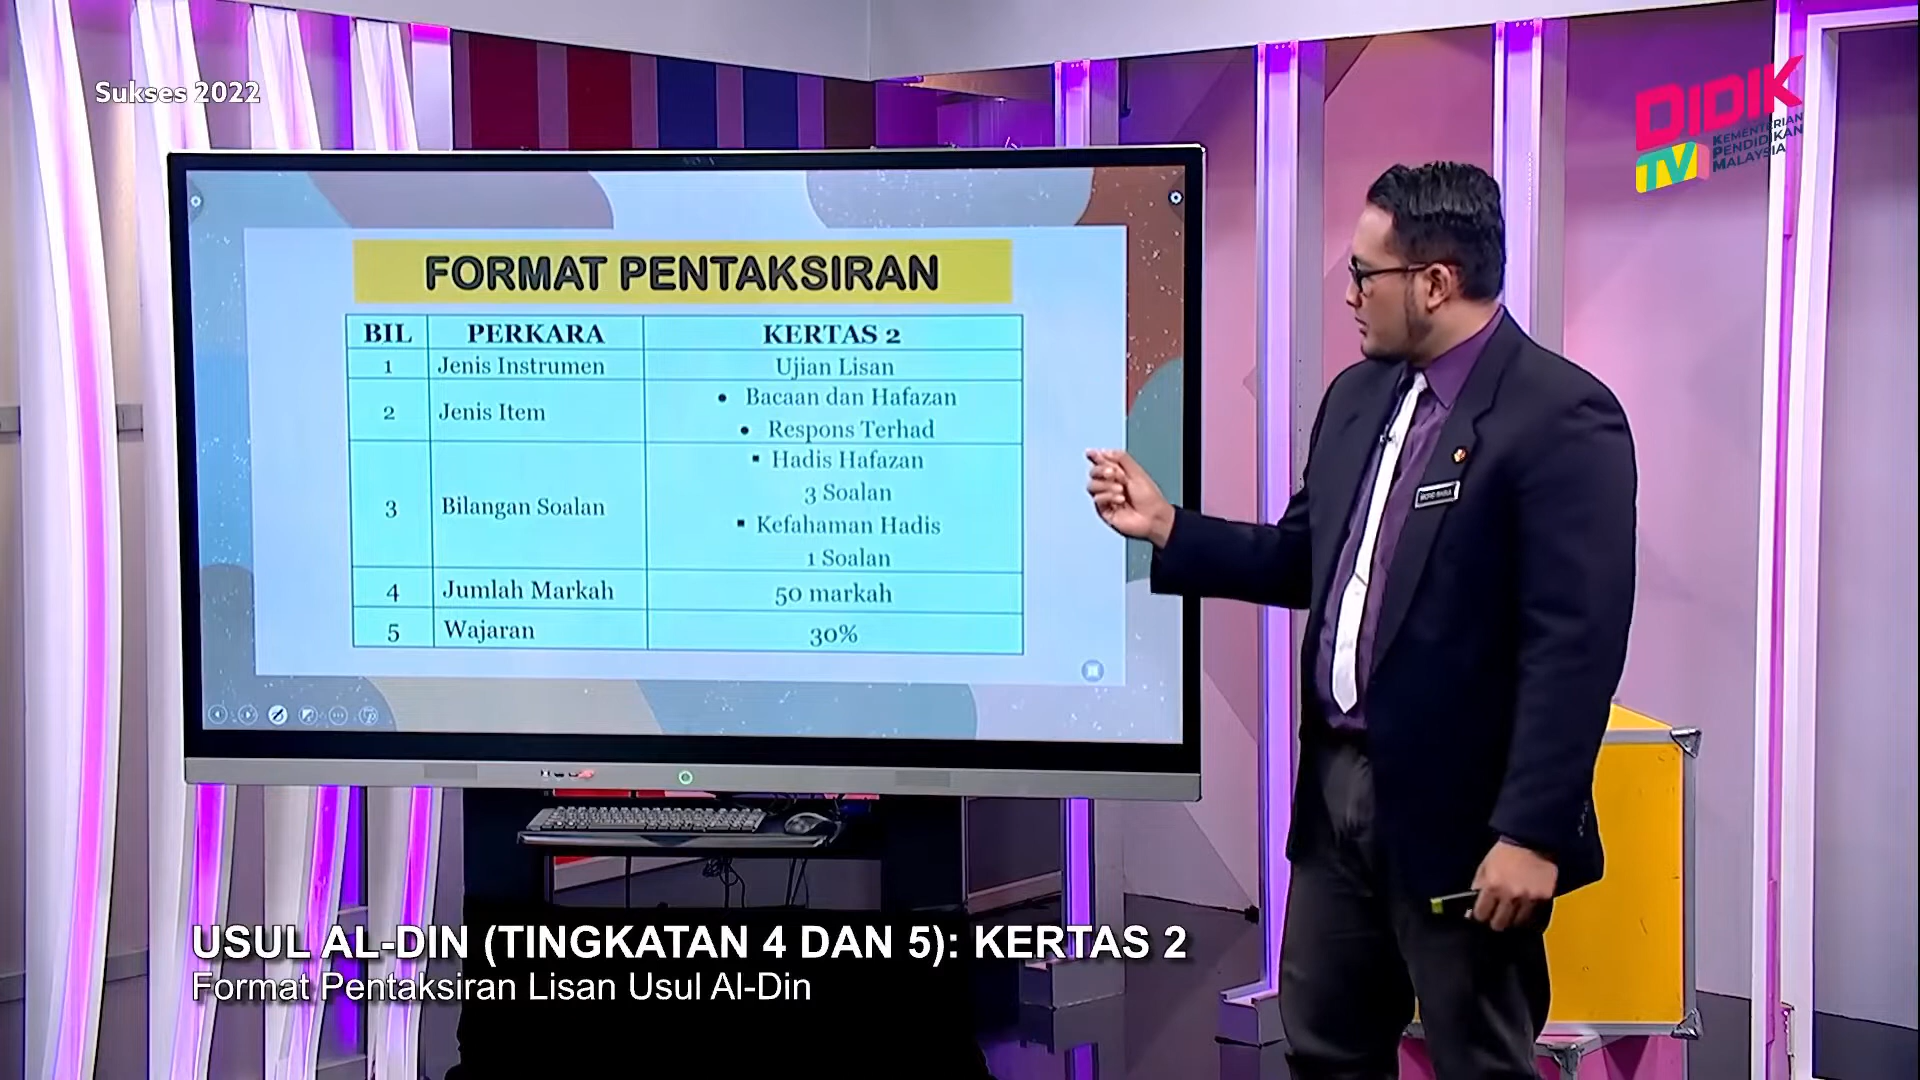 Sukses 2022
DIDIK
TV
KEMENTERIAN
PENDIDIKAN
MALAYSIA
FORMAT PENTAKSIRAN
BIL PERKARA KERTAS 2
1 Jenis Instrumen Ujian Lisan
2 Jenis Item • Bacaan dan Hafazan
• Respons Terhad
3 Bilangan Soalan ▪ Hadis Hafazan
3 Soalan
▪ Kefahaman Hadis
1 Soalan
4 Jumlah Markah 50 markah
5 Wajaran 30%
USUL AL-DIN (TINGKATAN 4 DAN 5): KERTAS 2
Format Pentaksiran Lisan Usul Al-Din